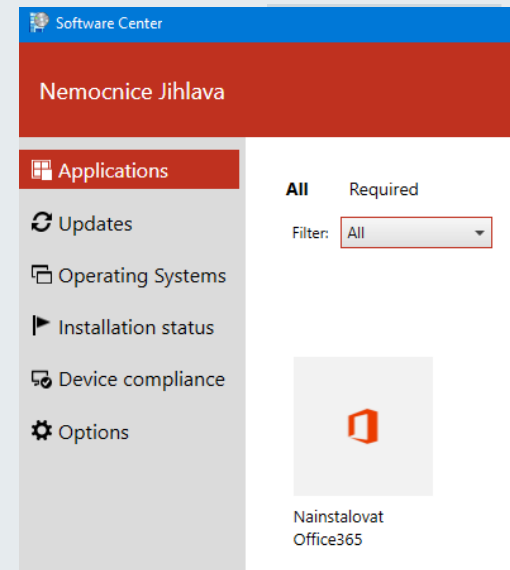 Software Center
Nemocnice Jihlava
Applications
Updates
Operating Systems
Installation status
Device compliance
Options
All Required
Filter: All
Nainstalovat
Office365